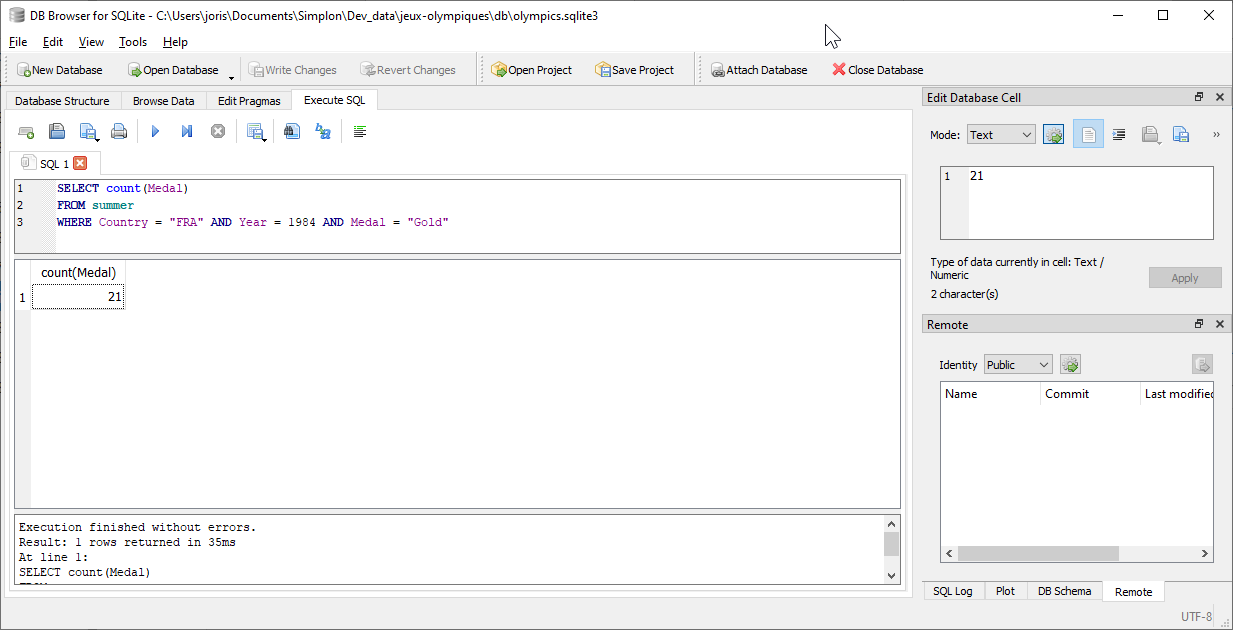 DB Browser for SQLite - C:\Users\joris\Documents\Simplon\Dev_data\jeux-olympiques\db\olympics.sqlite3
File Edit View Tools Help
New Database Open Database Write Changes Revert Changes Open Project Save Project Attach Database Close Database
Database Structure Browse Data Edit Pragmas Execute SQL
SQL 1
1 SELECT count(Medal)
2 FROM summer
3 WHERE Country = "FRA" AND Year = 1984 AND Medal = "Gold"
count(Medal)
1 21
Execution finished without errors.
Result: 1 rows returned in 35ms
At line 1:
SELECT count(Medal)
Edit Database Cell
Mode: Text
1 21
Type of data currently in cell: Text /
Numeric
2 character(s)
Apply
Remote
Identity Public
Name Commit Last modified
SQL Log Plot DB Schema Remote
UTF-8